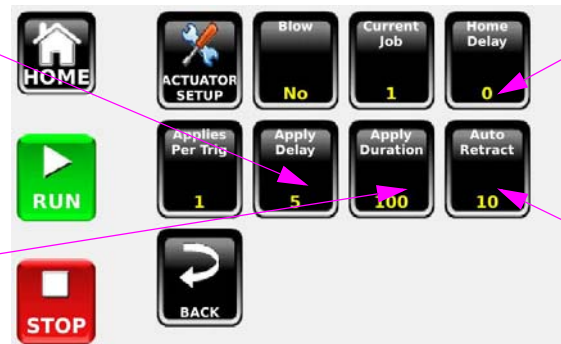 HOME
ACTUATOR
SETUP
Blow
No
Current
Job
1
Home
Delay
0
RUN
Applies
Per Trig
1
Apply
Delay
5
Apply
Duration
100
Auto
Retract
10
STOP
BACK